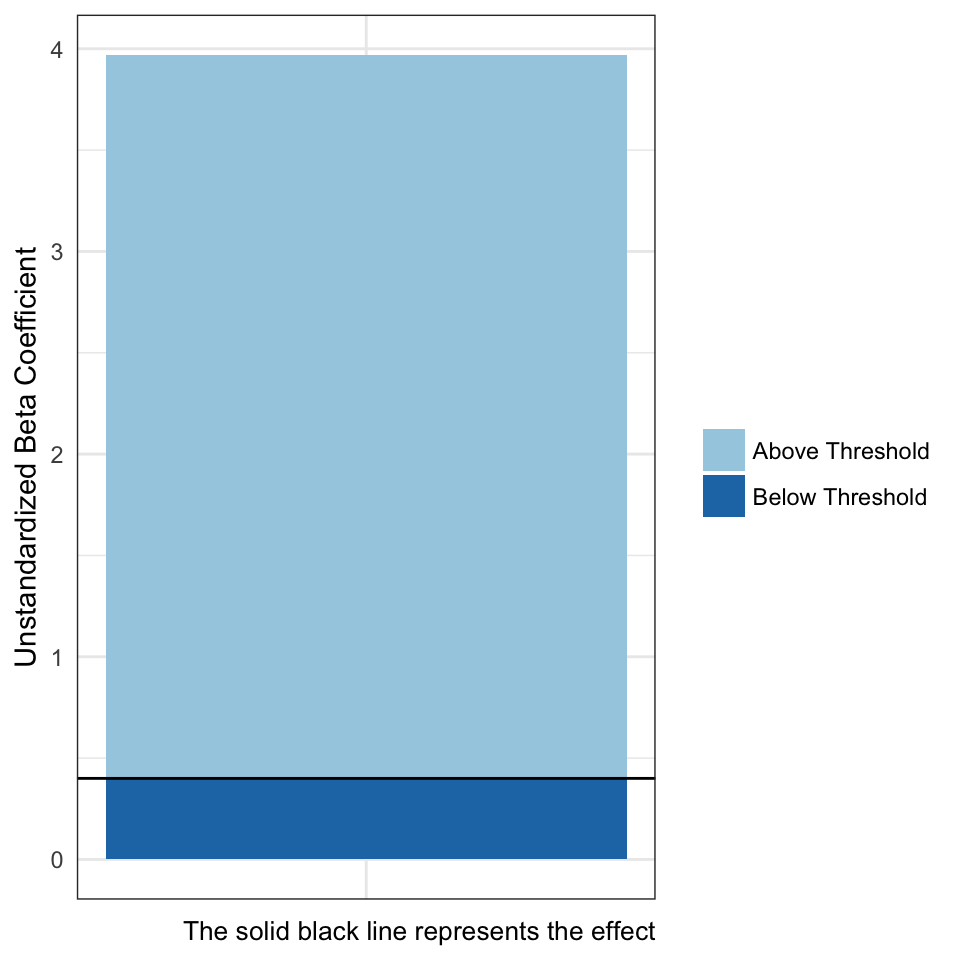 Unstandardized Beta Coefficient
4
3
2
1
0
Above Threshold
Below Threshold
The solid black line represents the effect